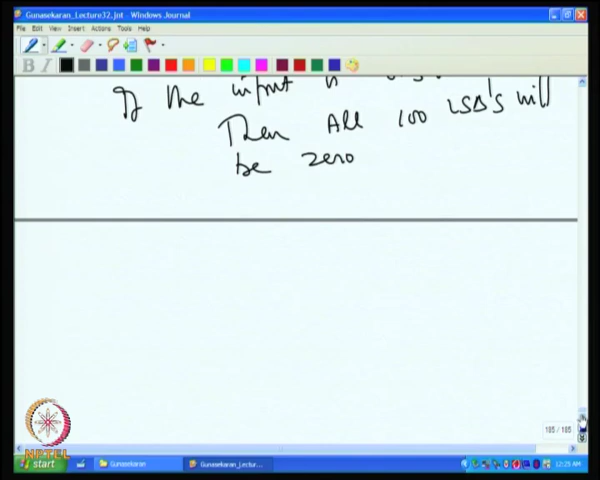 Gunasekaran_Lecture32.jnt - Windows Journal
File Edit View Insert Actions Tools Help
B I
If the input is
Then All 100 LSB's will
be zero
185 / 185
NPTEL
start Gunasekaran Gunasekaran_Lectur... 12:25 AM